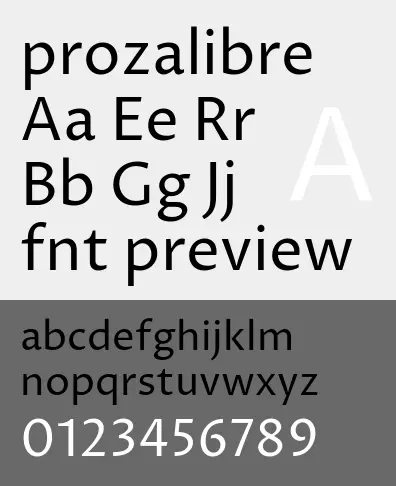 prozalibre
Aa Ee Rr
A
Bb Gg Jj
fnt preview
abcdefghijklm
nopqrstuvwxyz
0123456789